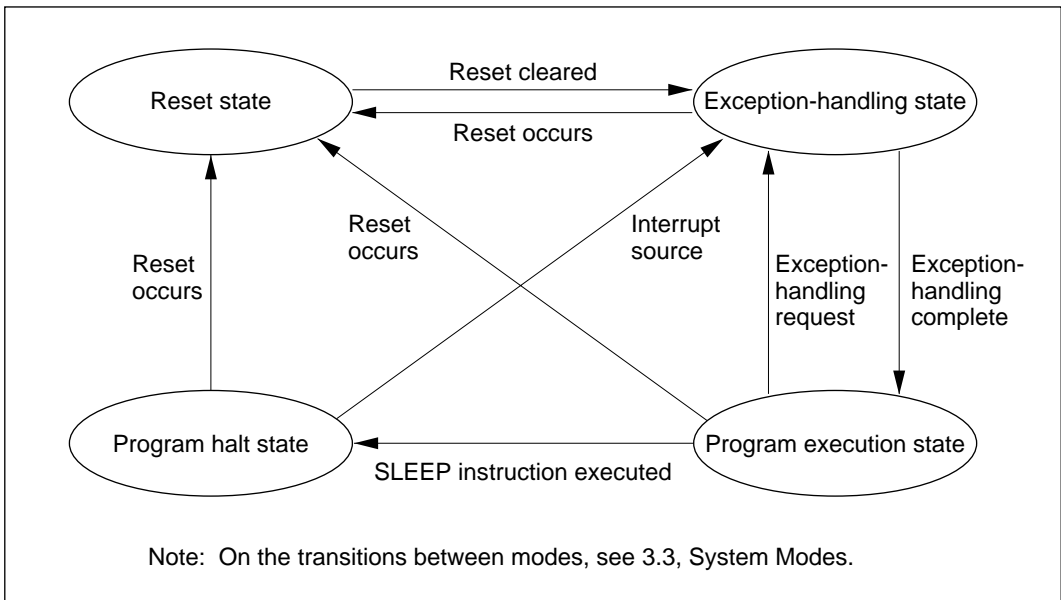 Reset cleared
Reset state
Exception-handling state
Reset occurs
Reset
occurs
Interrupt
source
Reset
occurs
Exception-
handling
request
Exception-
handling
complete
Program halt state
Program execution state
SLEEP instruction executed
Note: On the transitions between modes, see 3.3, System Modes.